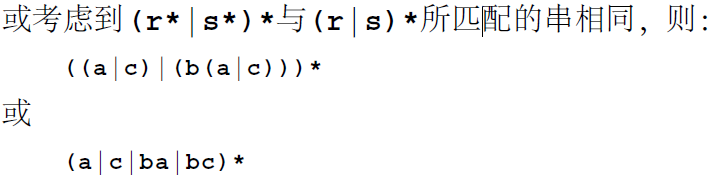 或考虑到(r*|s*)*与(r|s)*所匹配的串相同，则：
((a|c)|(b(a|c)))*
或
(a|c|ba|bc)*